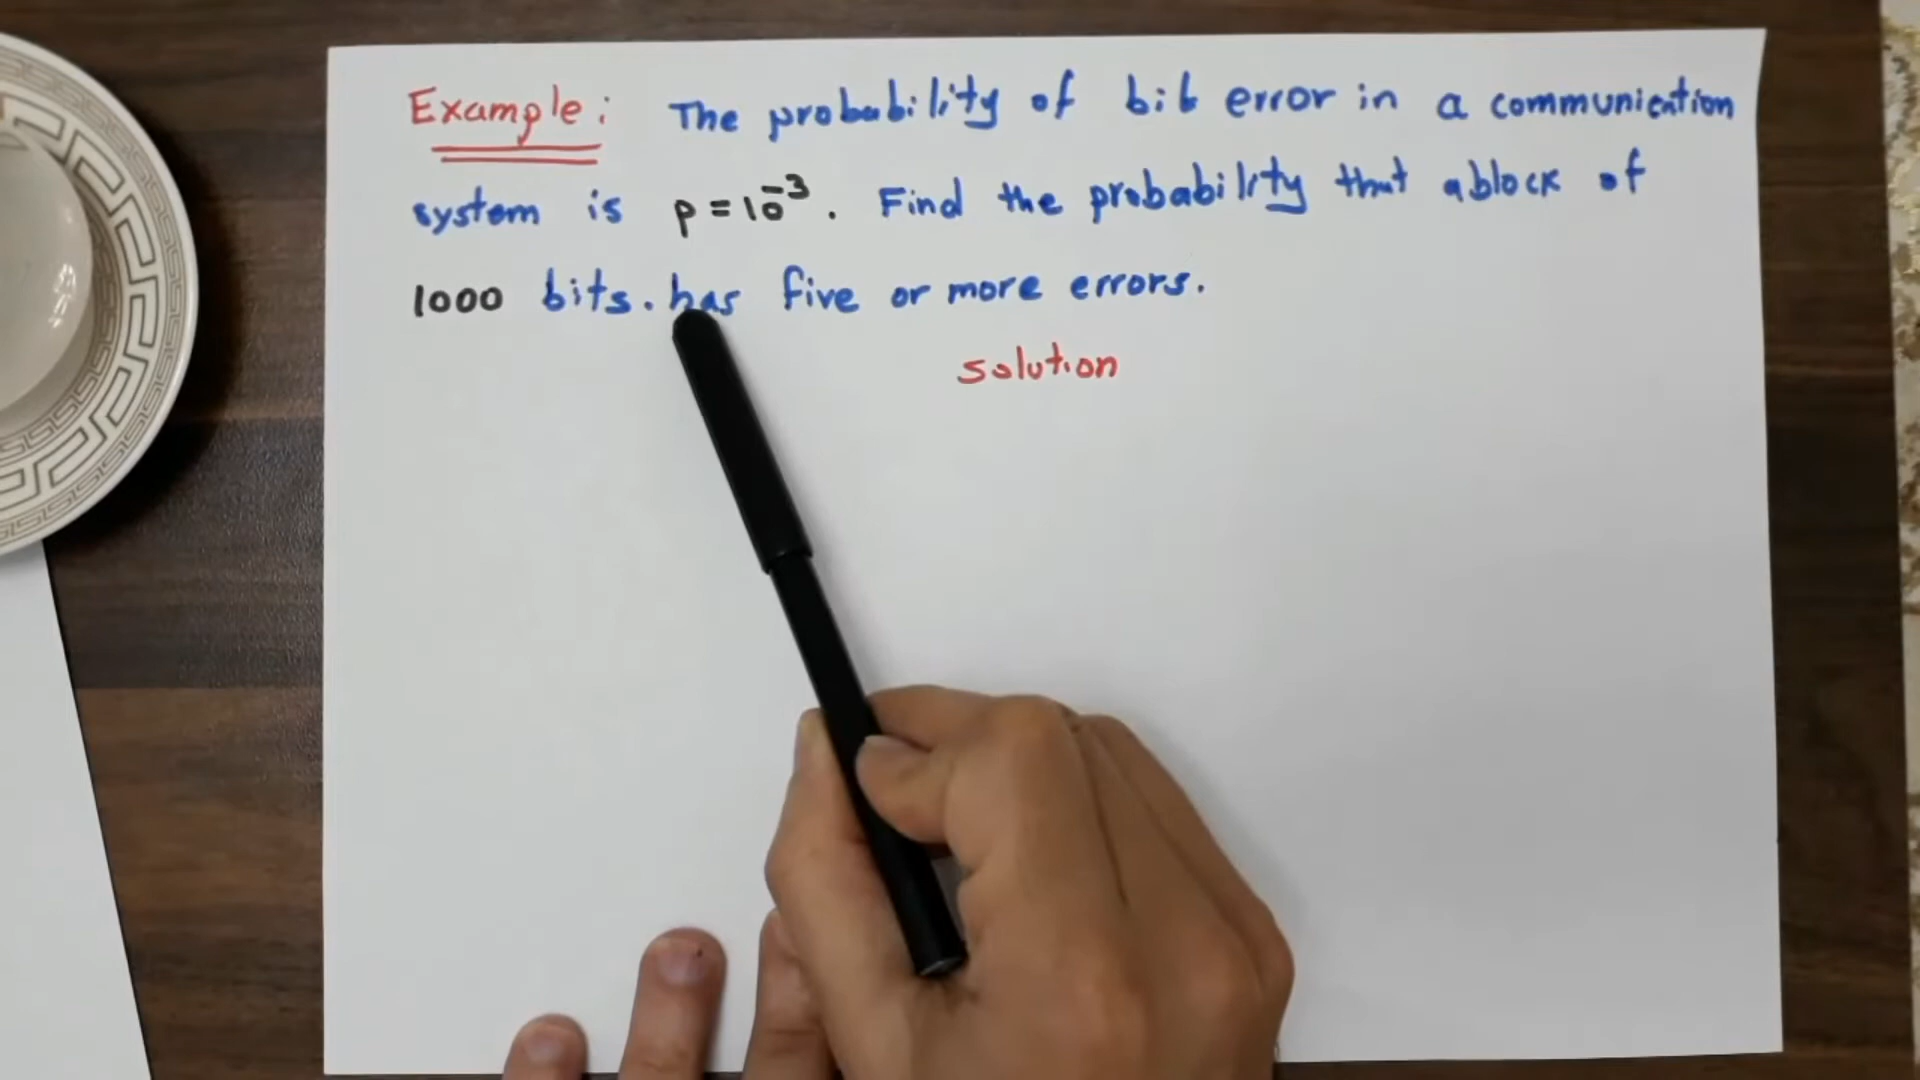 Example: The probability of bit error in a communication
system is p = 10⁻³. Find the probability that a block of
1000 bits. has five or more errors.
solution